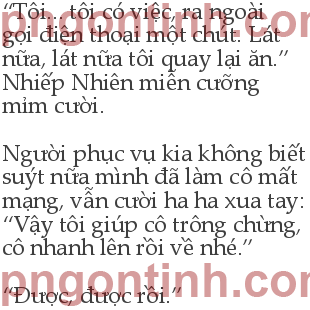 “Tôi... tôi có việc, ra ngoài
gọi điện thoại một chút. Lát
nữa, lát nữa tôi quay lại ăn.”
Nhiếp Nhiên miễn cưỡng
mỉm cười.

Người phục vụ kia không biết
suýt nữa mình đã làm cô mất
mạng, vẫn cười ha ha xua tay:
“Vậy tôi giúp cô trông chừng,
cô nhanh lên rồi về nhé.”

“Được, được rồi.”
pngontinh.com
pngontinh.com